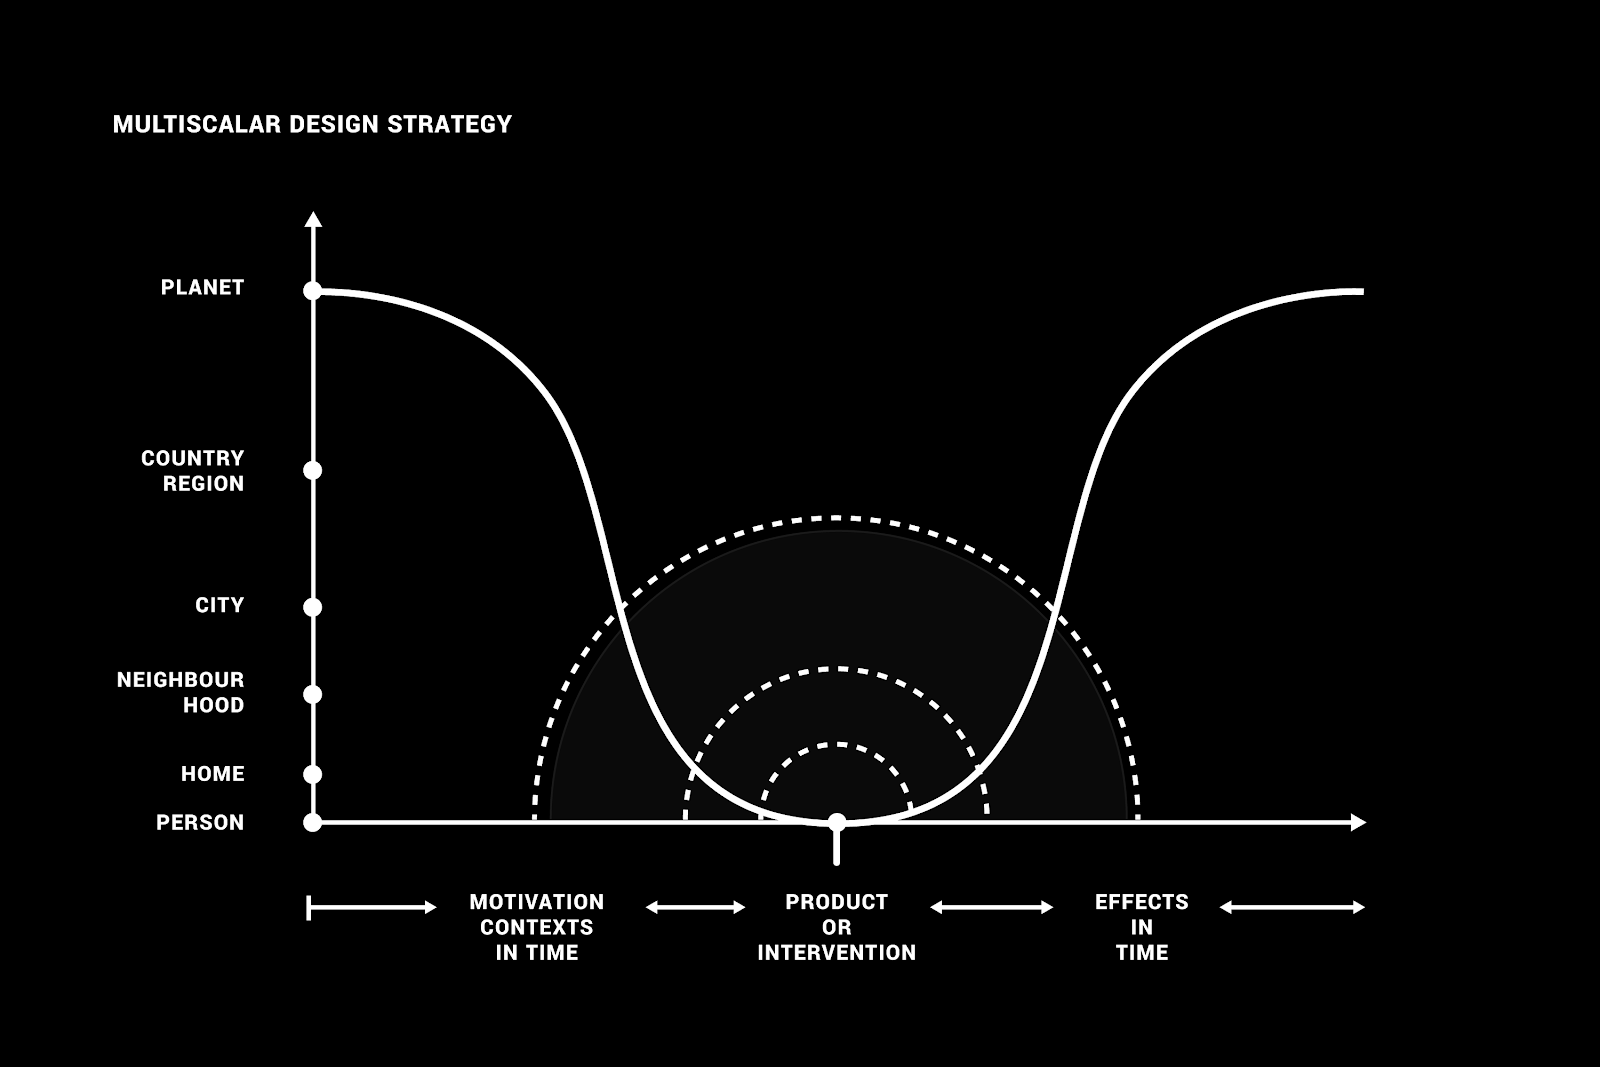 MULTISCALAR DESIGN STRATEGY
PLANET
COUNTRY
REGION
CITY
NEIGHBOUR
HOOD
HOME
PERSON
MOTIVATION
CONTEXTS
IN TIME
PRODUCT
OR
INTERVENTION
EFFECTS
IN
TIME